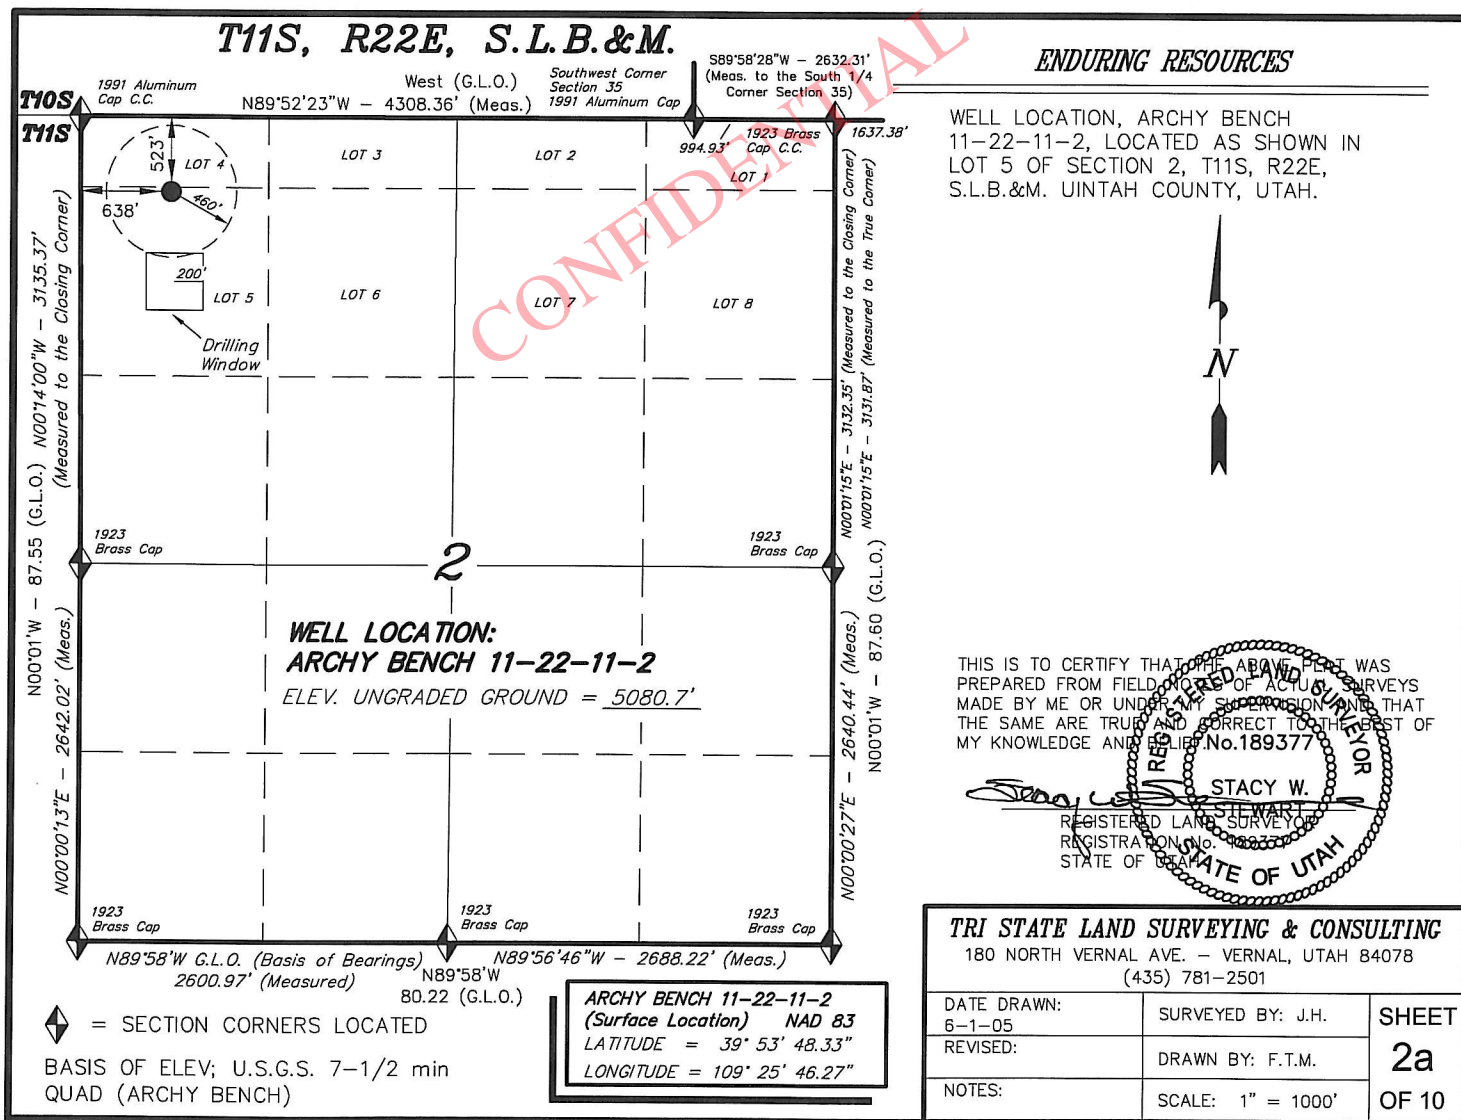 T11S, R22E, S.L.B.&M.
T10S
T11S
1991 Aluminum
Cap C.C.
West (G.L.O.)
N89°52'23"W - 4308.36' (Meas.)
Southwest Corner
Section 35
1991 Aluminum Cap
S89°58'28"W - 2632.31'
(Meas. to the South 1/4
Corner Section 35)
994.93'
1923 Brass
Cap C.C.
1637.38'
523'
638'
460'
LOT 4
LOT 3
LOT 2
LOT 1
200'
LOT 5
LOT 6
LOT 7
LOT 8
Drilling
Window
CONFIDENTIAL
N00°14'00"W - 3135.37'
(Measured to the Closing Corner)
N00°01'W - 87.55 (G.L.O.)
N00°00'13"E - 2642.02' (Meas.)
N00°01'15"E - 3132.35' (Measured to the Closing Corner)
N00°01'15"E - 3131.87' (Measured to the True Corner)
N00°01'W - 87.60 (G.L.O.)
N00°00'27"E - 2640.44' (Meas.)
1923
Brass Cap
1923
Brass Cap
2
WELL LOCATION:
ARCHY BENCH 11-22-11-2
ELEV. UNGRADED GROUND = 5080.7'
1923
Brass Cap
1923
Brass Cap
1923
Brass Cap
N89°58'W G.L.O. (Basis of Bearings)
2600.97' (Measured)
N89°58'W
80.22 (G.L.O.)
N89°56'46"W - 2688.22' (Meas.)
= SECTION CORNERS LOCATED
BASIS OF ELEV; U.S.G.S. 7-1/2 min
QUAD (ARCHY BENCH)
ARCHY BENCH 11-22-11-2
(Surface Location) NAD 83
LATITUDE = 39° 53' 48.33"
LONGITUDE = 109° 25' 46.27"
ENDURING RESOURCES
WELL LOCATION, ARCHY BENCH
11-22-11-2, LOCATED AS SHOWN IN
LOT 5 OF SECTION 2, T11S, R22E,
S.L.B.&M. UINTAH COUNTY, UTAH.
N
THIS IS TO CERTIFY THAT THE ABOVE PLAT WAS
PREPARED FROM FIELD NOTES OF ACTUAL SURVEYS
MADE BY ME OR UNDER MY SUPERVISION AND THAT
THE SAME ARE TRUE AND CORRECT TO THE BEST OF
MY KNOWLEDGE AND BELIEF.
REGISTERED LAND SURVEYOR
No.189377
STACY W.
STEWART
STATE OF UTAH
REGISTERED LAND SURVEYOR
REGISTRATION No. 189377
STATE OF UTAH
TRI STATE LAND SURVEYING & CONSULTING
180 NORTH VERNAL AVE. - VERNAL, UTAH 84078
(435) 781-2501
DATE DRAWN:
6-1-05
SURVEYED BY: J.H.
REVISED:
DRAWN BY: F.T.M.
NOTES:
SCALE: 1" = 1000'
SHEET
2a
OF 10